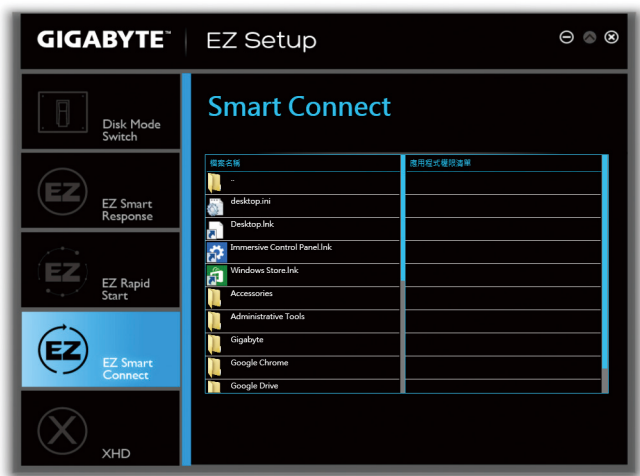 GIGABYTE™ EZ Setup
Disk Mode
Switch
EZ
EZ Smart
Response
EZ
EZ Rapid
Start
EZ
EZ Smart
Connect
X
XHD
Smart Connect
檔案名稱 應用程式權限清單
..
desktop.ini
Desktop.lnk
Immersive Control Panel.lnk
Windows Store.lnk
Accessories
Administrative Tools
Gigabyte
Google Chrome
Google Drive